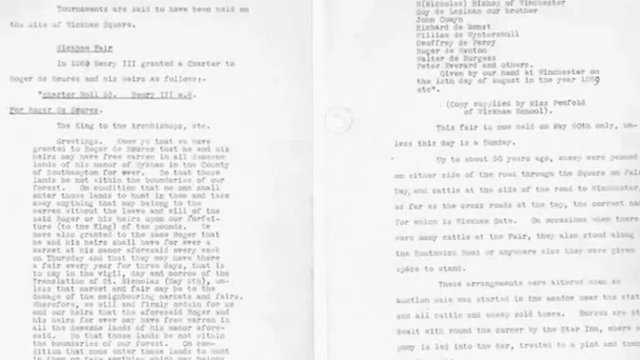 Tournaments are said to have been held on
the Site of Wickham Square.
Wickham Fair
In 1269 Henry III granted a Charter to
Roger de Scures and his heirs as follows:-
"Charter Roll 53. Henry III
For Roger de Scures.
The King to the Archbishops, etc.
Greetings. Know ye that we have
granted to Roger de Scures that he and his
heirs may have free warren in all demesne
lands of his manor of Wykham in the County
of Southampton for ever. So that those
lands be not within the boundaries of our
forest. On condition that no one shall
enter those lands to hunt in them and take
away anything that may belong to the
warren without the leave and will of the
said Roger or his heirs upon our forfei-
ture (to the King) of ten pounds. We
have also granted to the same Roger that
he and his heirs shall have for ever a
market at his manor aforesaid every week
on Thursday and that they may have there
a fair every year for three days, that is
to say in the vigil, day and morrow of the
Translation of St. Nicholas (May 9th), un-
less that market and fair may be to the
damage of the neighbouring markets and fairs.
Wherefore, we will and firmly ordain for us
and our heirs that the aforesaid Roger and
his heirs for ever may have free warren in
all the demesne lands of his manor afore-
said. So that those lands be not within
the boundaries of our forest. On con-
dition that none enter those lands to hunt
in them or take anything which may belong
N(Nicholas) Bishop of Winchester
Guy de Lezinan our brother
John Comyn
Richard de
William de Wyntershull
Geoffrey de Percy
Roger de
Walter de Burgess
Peter Everard and others.
Given by our hand at Winchester on
the 12th day of August in the year 1269
etc".
(Copy supplied by Miss Penfold
of Wickham School).
This fair is now held on May 20th only, un-
less this day is a Sunday.
Up to about 50 years ago, sheep were penned
on either side of the road through the Square on Fair
Day, and cattle at the side of the road to Winchester
as far as the cross roads at the top, the correct name
for which is Wickham Gate. On occasions when there
were many cattle at the Fair, they also stand along
the Southwick Road or anywhere else they were given
space to stand.
These arrangements were altered when an
auction sale was started in the meadow near the stat
and all cattle and sheep sold there. Horses are st
dealt with round the corner by the Star Inn, where
pony is led into the bar, treated to a pint and the